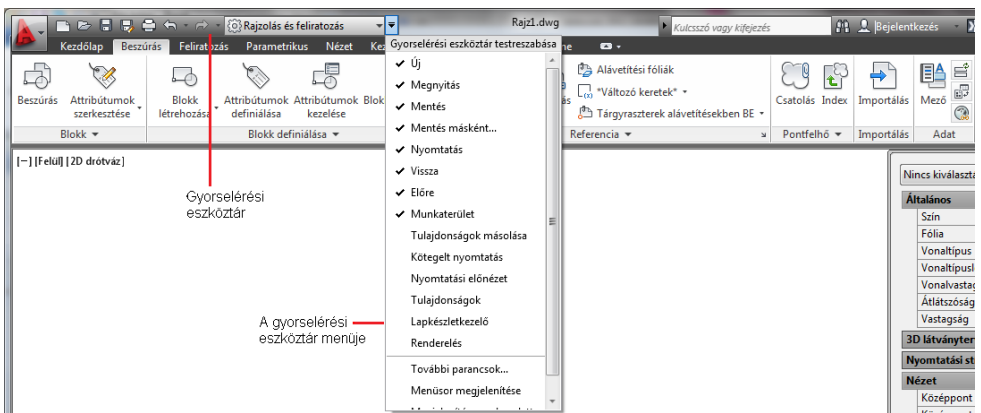 Rajzolás és feliratozás
Rajz1.dwg
Kulcsszó vagy kifejezés
Bejelentkezés
Kezdőlap Beszúrás Feliratozás Parametrikus Nézet
Gyorselérési eszköztár testreszabása
Új
Megnyitás
Mentés
Mentés másként...
Nyomtatás
Vissza
Előre
Munkaterület
Tulajdonságok másolása
Kötegelt nyomtatás
Nyomtatási előnézet
Tulajdonságok
Lapkészletkezelő
Renderelés
További parancsok...
Menüsor megjelenítése
Beszúrás
Attribútumok
szerkesztése
Blokk
létrehozása
Attribútumok
definiálása
Attribútumok
kezelése
Blok
Alávetítési fóliák
*Változó keretek*
Tárgyraszterek alávetítésekben BE
Csatolás
Index
Importálás
Mező
Blokk
Blokk definiálása
Referencia
Pontfelhő
Importálás
Adat
[−] [Felül] [2D drótváz]
Gyorselérési
eszköztár
A gyorselérési
eszköztár menüje
Nincs kiválaszta
Általános
Szín
Fólia
Vonaltípus
Vonaltípusl
Vonalvastag
Átlátszóság
Vastagság
3D látványter
Nyomtatási st
Nézet
Középpont